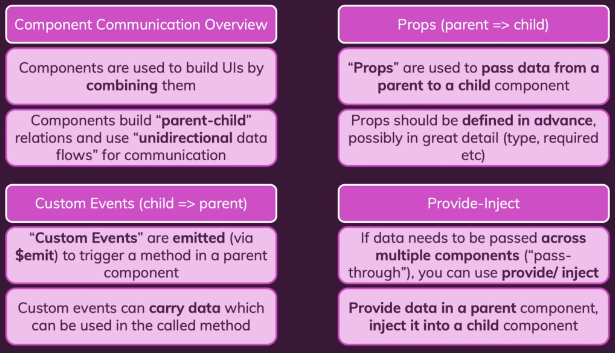 Component Communication Overview
Components are used to build UIs by
combining them
Components build “parent-child”
relations and use “unidirectional data
flows” for communication
Props (parent => child)
“Props” are used to pass data from a
parent to a child component
Props should be defined in advance,
possibly in great detail (type, required
etc)
Custom Events (child => parent)
“Custom Events” are emitted (via
$emit) to trigger a method in a parent
component
Custom events can carry data which
can be used in the called method
Provide-Inject
If data needs to be passed across
multiple components (“pass-
through”), you can use provide/ inject
Provide data in a parent component,
inject it into a child component